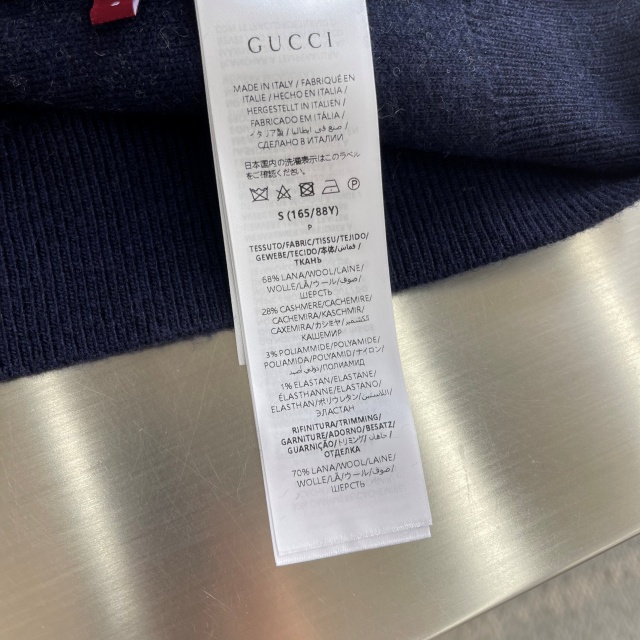 GUCCI
MADE IN ITALY / FABRIQUÉ EN
ITALIE / HECHO EN ITALIA /
HERGESTELLT IN ITALIEN /
FABRICADO EM ITÁLIA /
イタリア製 / صنع في ايطاليا /
СДЕЛАНО В ИТАЛИИ
日本国内の洗濯表示はこのラベル
をご確認ください。
P
S (165/88Y)
P
TESSUTO/FABRIC/TISSU/TEJIDO/
GEWEBE/TECIDO/本体/قماش/
ТКАНЬ
68% LANA/WOOL/LAINE/
WOLLE/LÃ/ウール/صوف/
ШЕРСТЬ
28% CASHMERE/CACHEMIRE/
CACHEMIRA/KASCHMIR/
CAXEMIRA/カシミヤ/الكشمير/
КАШЕМИР
3% POLIAMMIDE/POLYAMIDE/
POLIAMIDA/POLYAMID/ナイロン/
ПОЛИАМИД
1% ELASTAN/ELASTANE/
ÉLASTHANNE/ELASTANO/
ELASTHAN/ポリウレタン/
ЭЛАСТАН
RIFINITURA/TRIMMING/
GARNITURE/ADORNO/BESATZ/
GUARNIÇÃO/トリミング/
ОТДЕЛКА
70% LANA/WOOL/LAINE/
WOLLE/LÃ/ウール/صوف/
ШЕРСТЬ